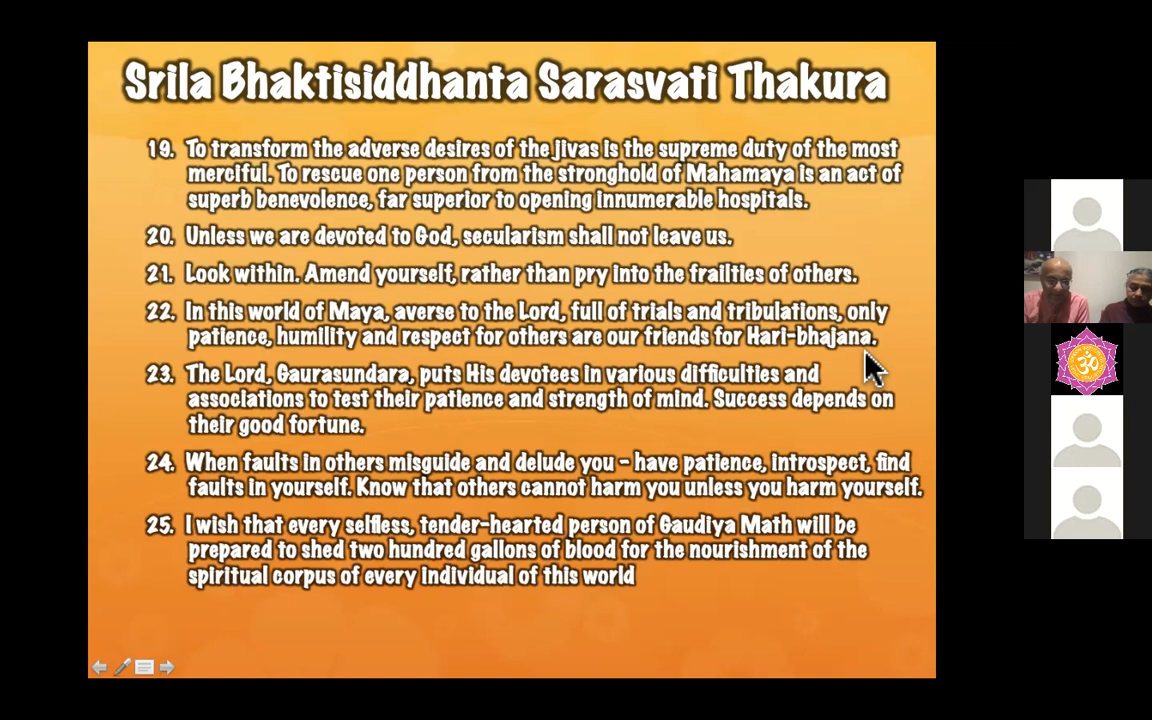 Srila Bhaktisiddhanta Sarasvati Thakura
19. To transform the adverse desires of the jivas is the supreme duty of the most
merciful. To rescue one person from the stronghold of Mahamaya is an act of
superb benevolence, far superior to opening innumerable hospitals.
20. Unless we are devoted to God, secularism shall not leave us.
21. Look within. Amend yourself, rather than pry into the frailties of others.
22. In this world of Maya, averse to the Lord, full of trials and tribulations, only
patience, humility and respect for others are our friends for Hari-bhajana.
23. The Lord, Gaurasundara, puts His devotees in various difficulties and
associations to test their patience and strength of mind. Success depends on
their good fortune.
24. When faults in others misguide and delude you – have patience, introspect, find
faults in yourself. Know that others cannot harm you unless you harm yourself.
25. I wish that every selfless, tender-hearted person of Gaudiya Math will be
prepared to shed two hundred gallons of blood for the nourishment of the
spiritual corpus of every individual of this world
ॐ